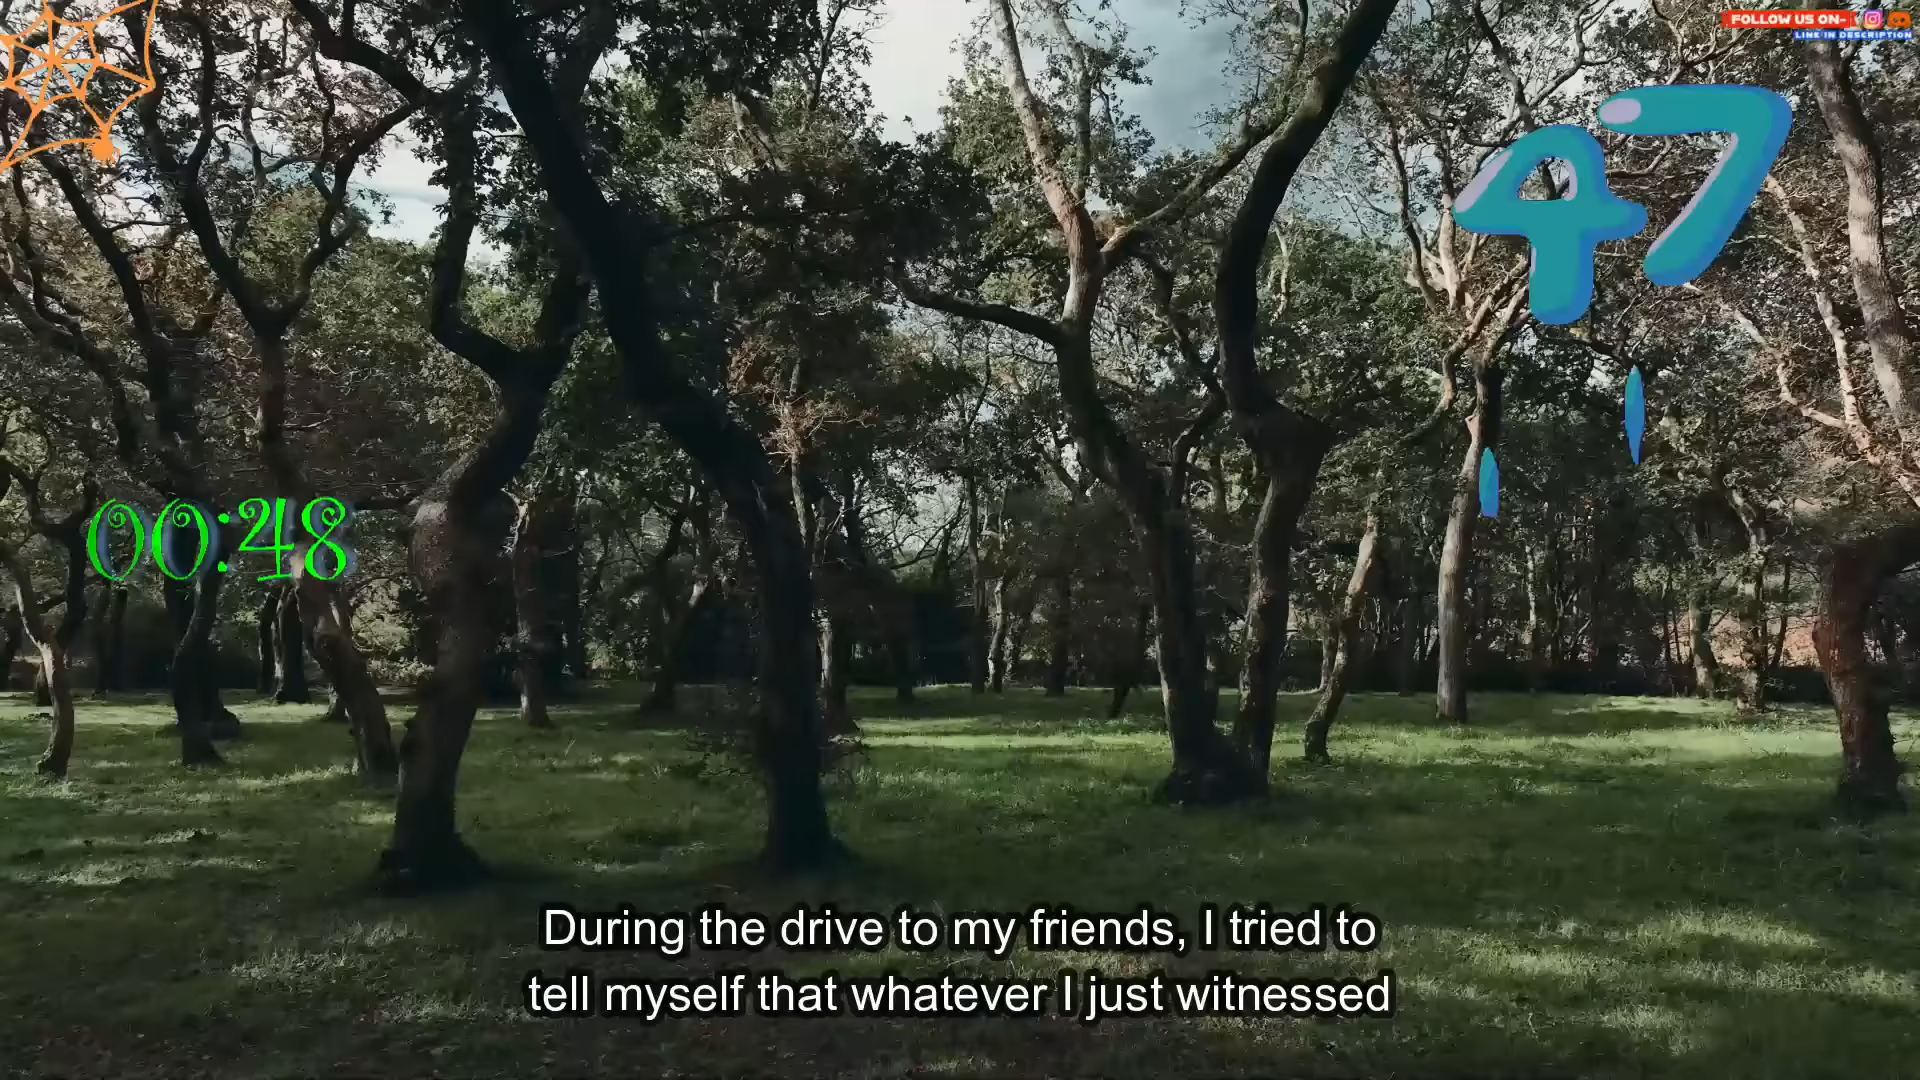 FOLLOW US ON-
LINK IN DESCRIPTION
47
00:48
During the drive to my friends, I tried to
tell myself that whatever I just witnessed